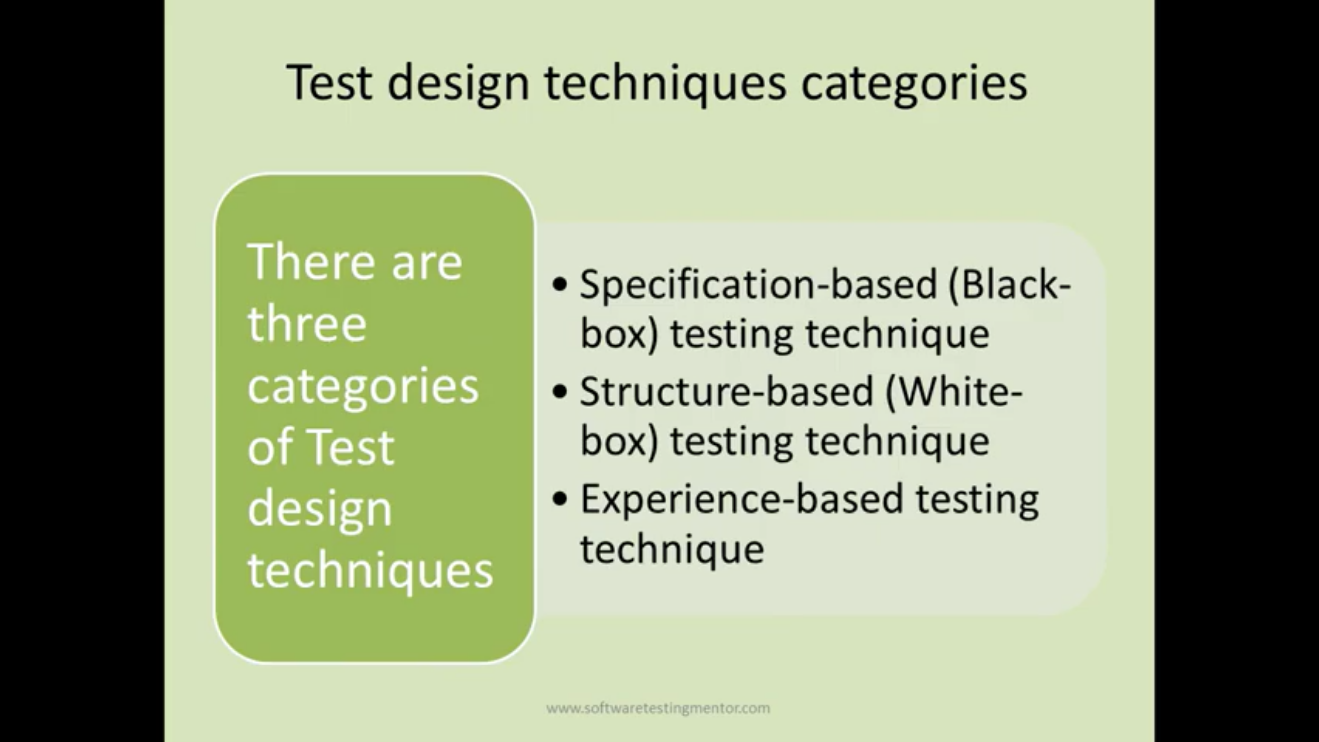 Test design techniques categories
There are
three
categories
of Test
design
techniques
• Specification-based (Black-
box) testing technique
• Structure-based (White-
box) testing technique
• Experience-based testing
technique
www.softwaretestingmentor.com